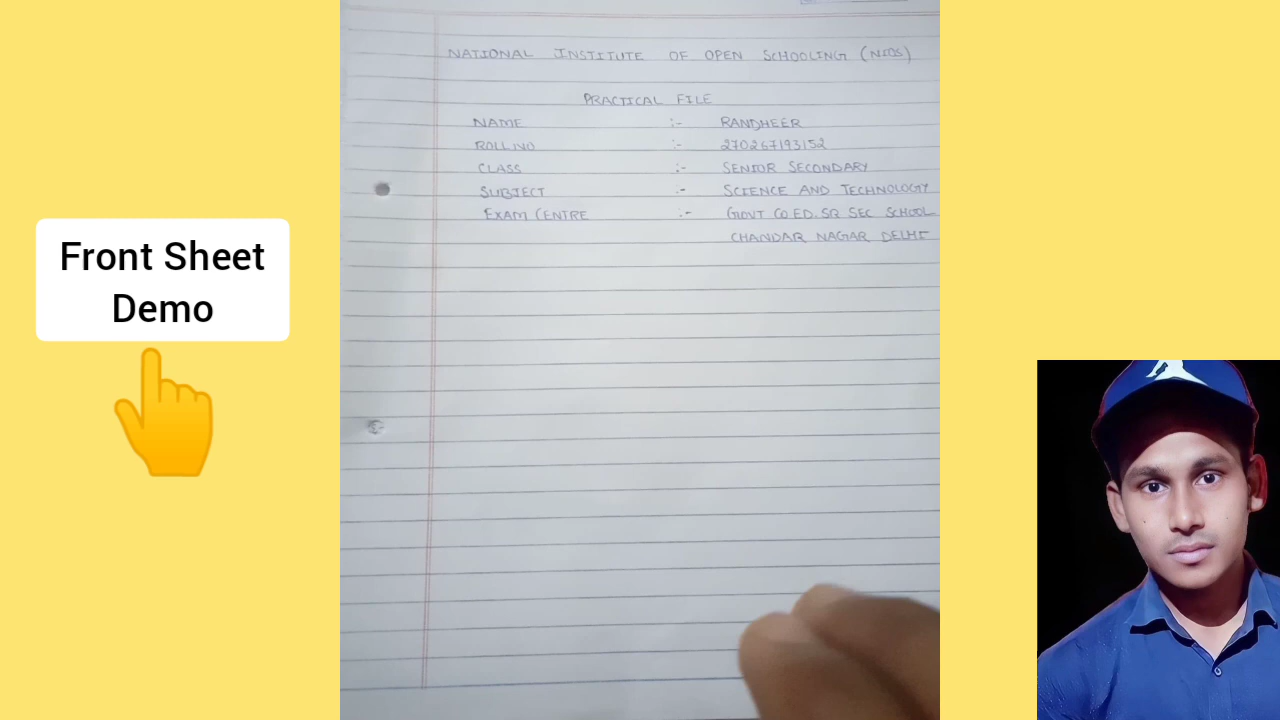 NATIONAL INSTITUTE OF OPEN SCHOOLING (NIOS)
PRACTICAL FILE
NAME :- RANDHEER
ROLL NO :- 270267193152
CLASS :- SENIOR SECONDARY
SUBJECT :- SCIENCE AND TECHNOLOGY
EXAM CENTRE :- GOVT CO.ED. SR SEC SCHOOL
CHANDAR NAGAR DELHI
Front Sheet
Demo